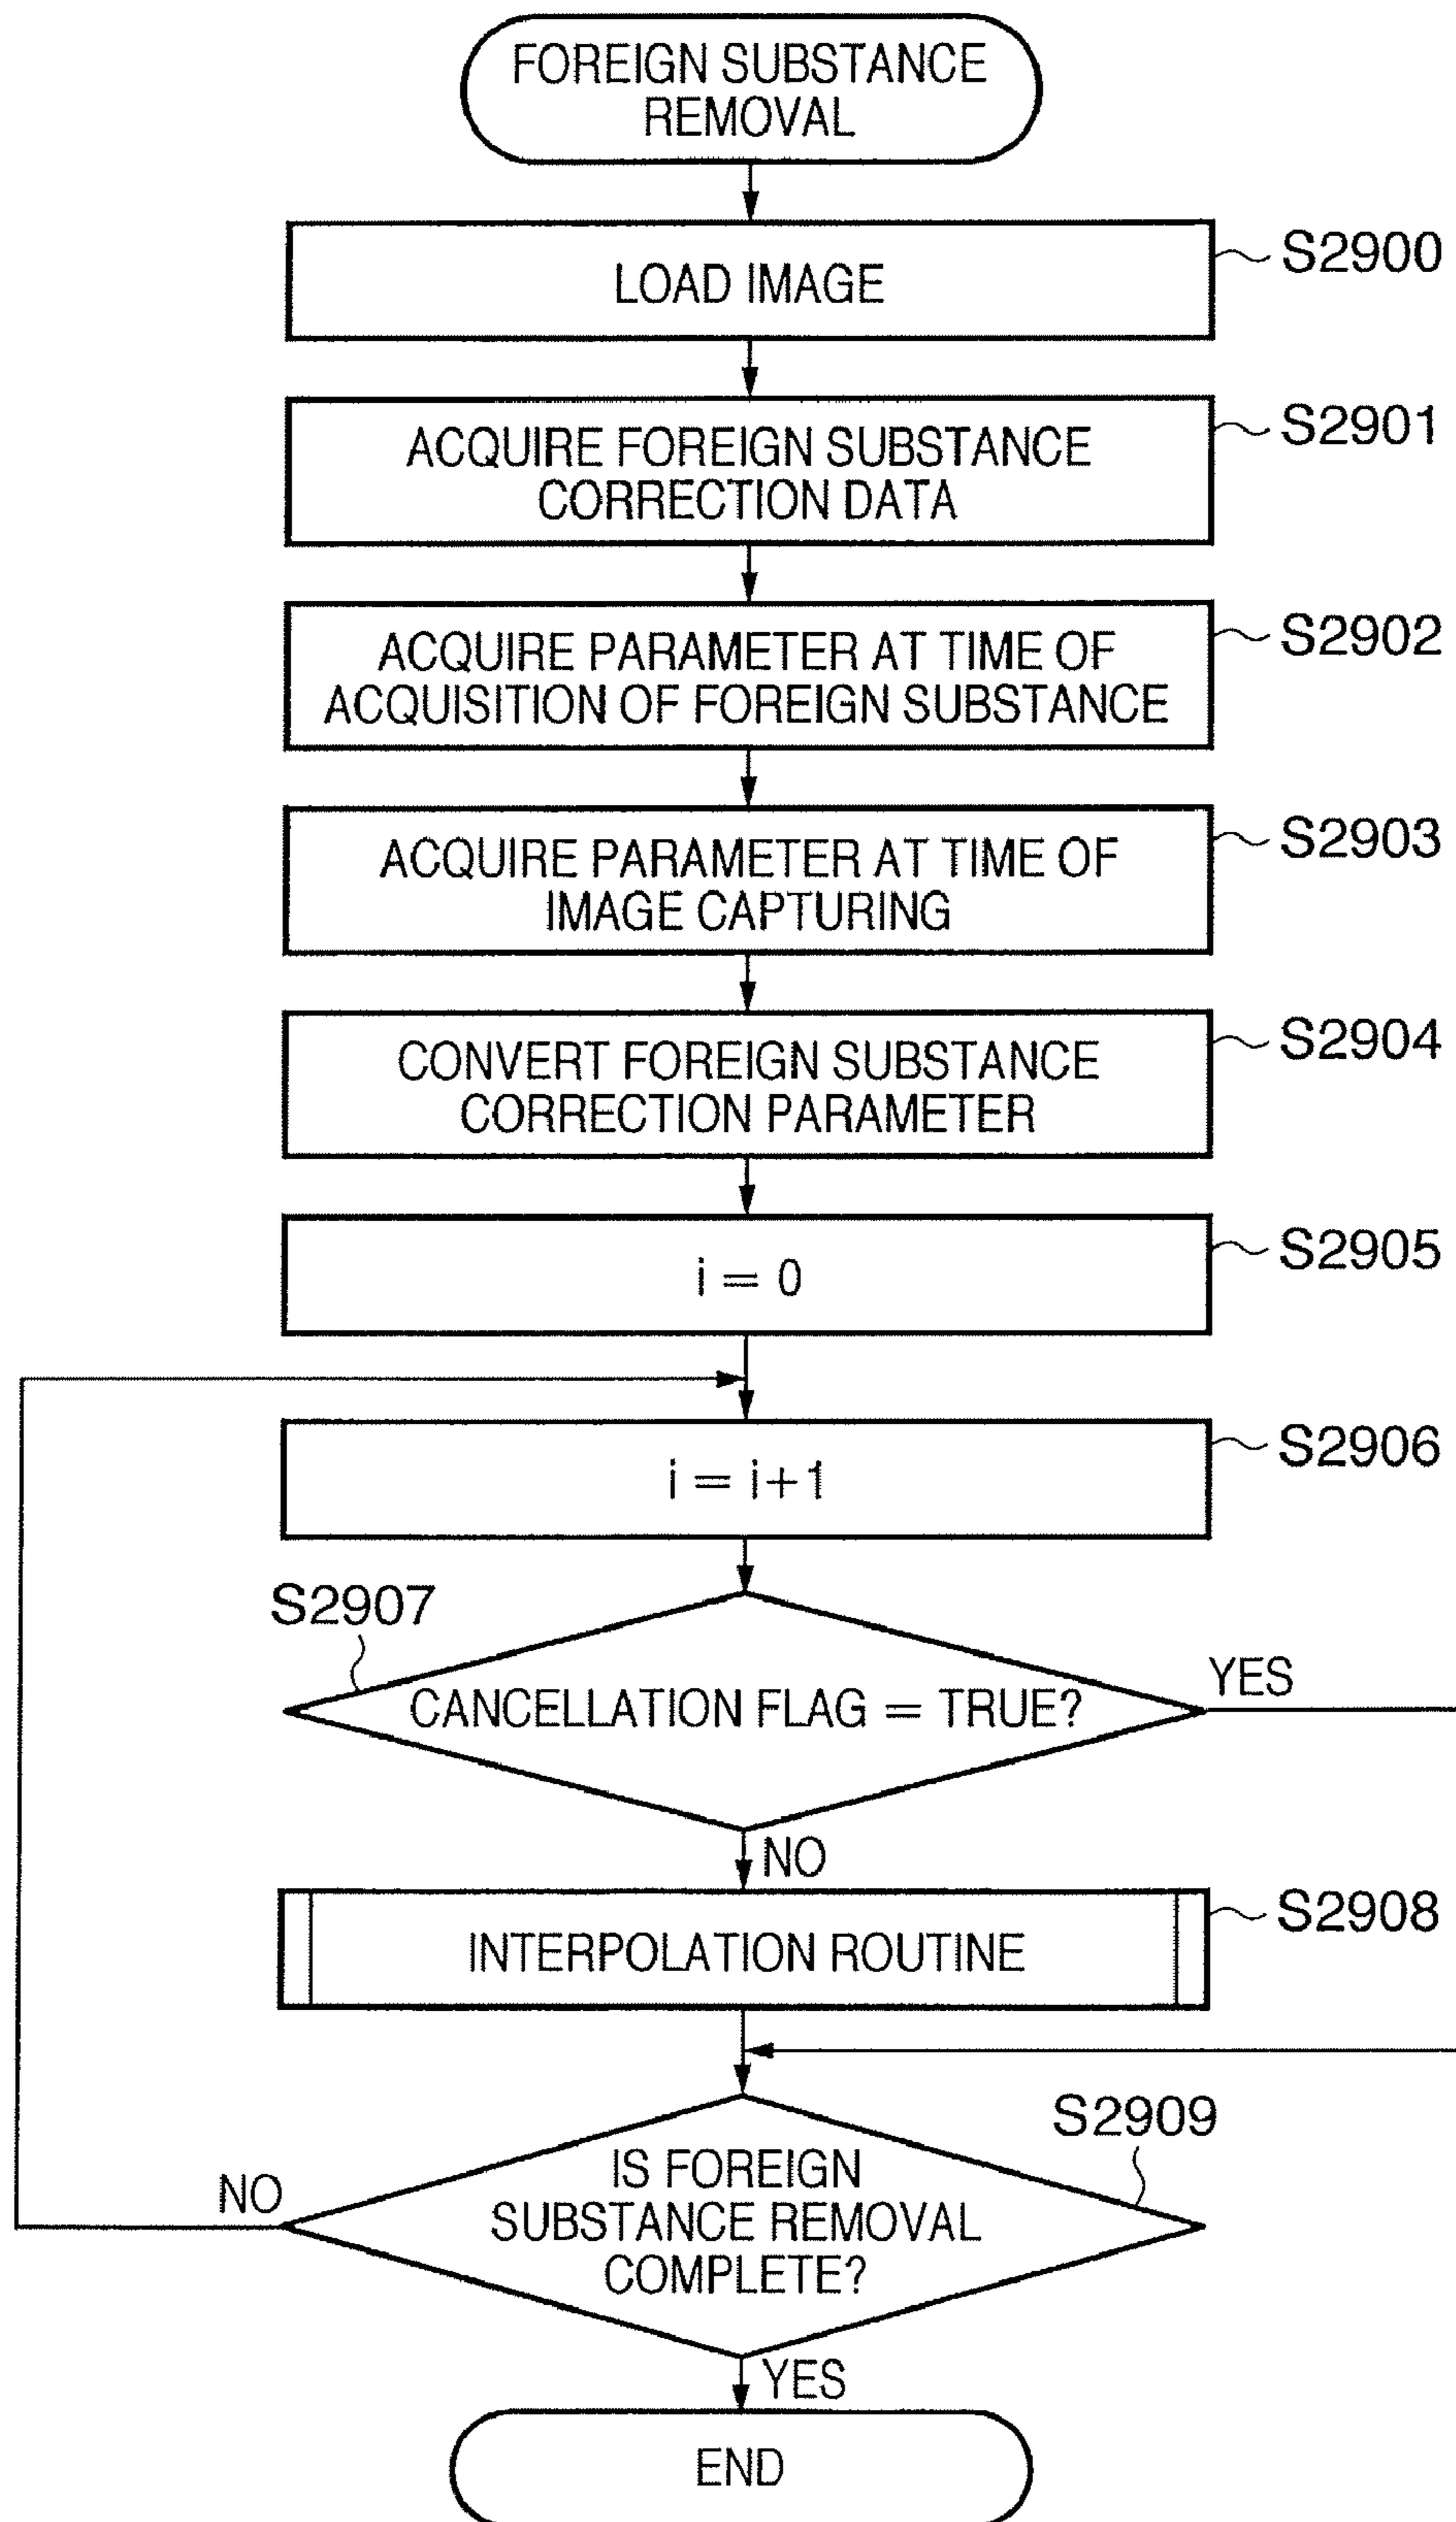 FOREIGN SUBSTANCE
REMOVAL
LOAD IMAGE
S2900
ACQUIRE FOREIGN SUBSTANCE
CORRECTION DATA
S2901
ACQUIRE PARAMETER AT TIME OF
ACQUISITION OF FOREIGN SUBSTANCE
S2902
ACQUIRE PARAMETER AT TIME OF
IMAGE CAPTURING
S2903
CONVERT FOREIGN SUBSTANCE
CORRECTION PARAMETER
S2904
i = 0
S2905
i = i+1
S2906
S2907
CANCELLATION FLAG = TRUE?
YES
NO
INTERPOLATION ROUTINE
S2908
S2909
IS FOREIGN
SUBSTANCE REMOVAL
COMPLETE?
NO
YES
END